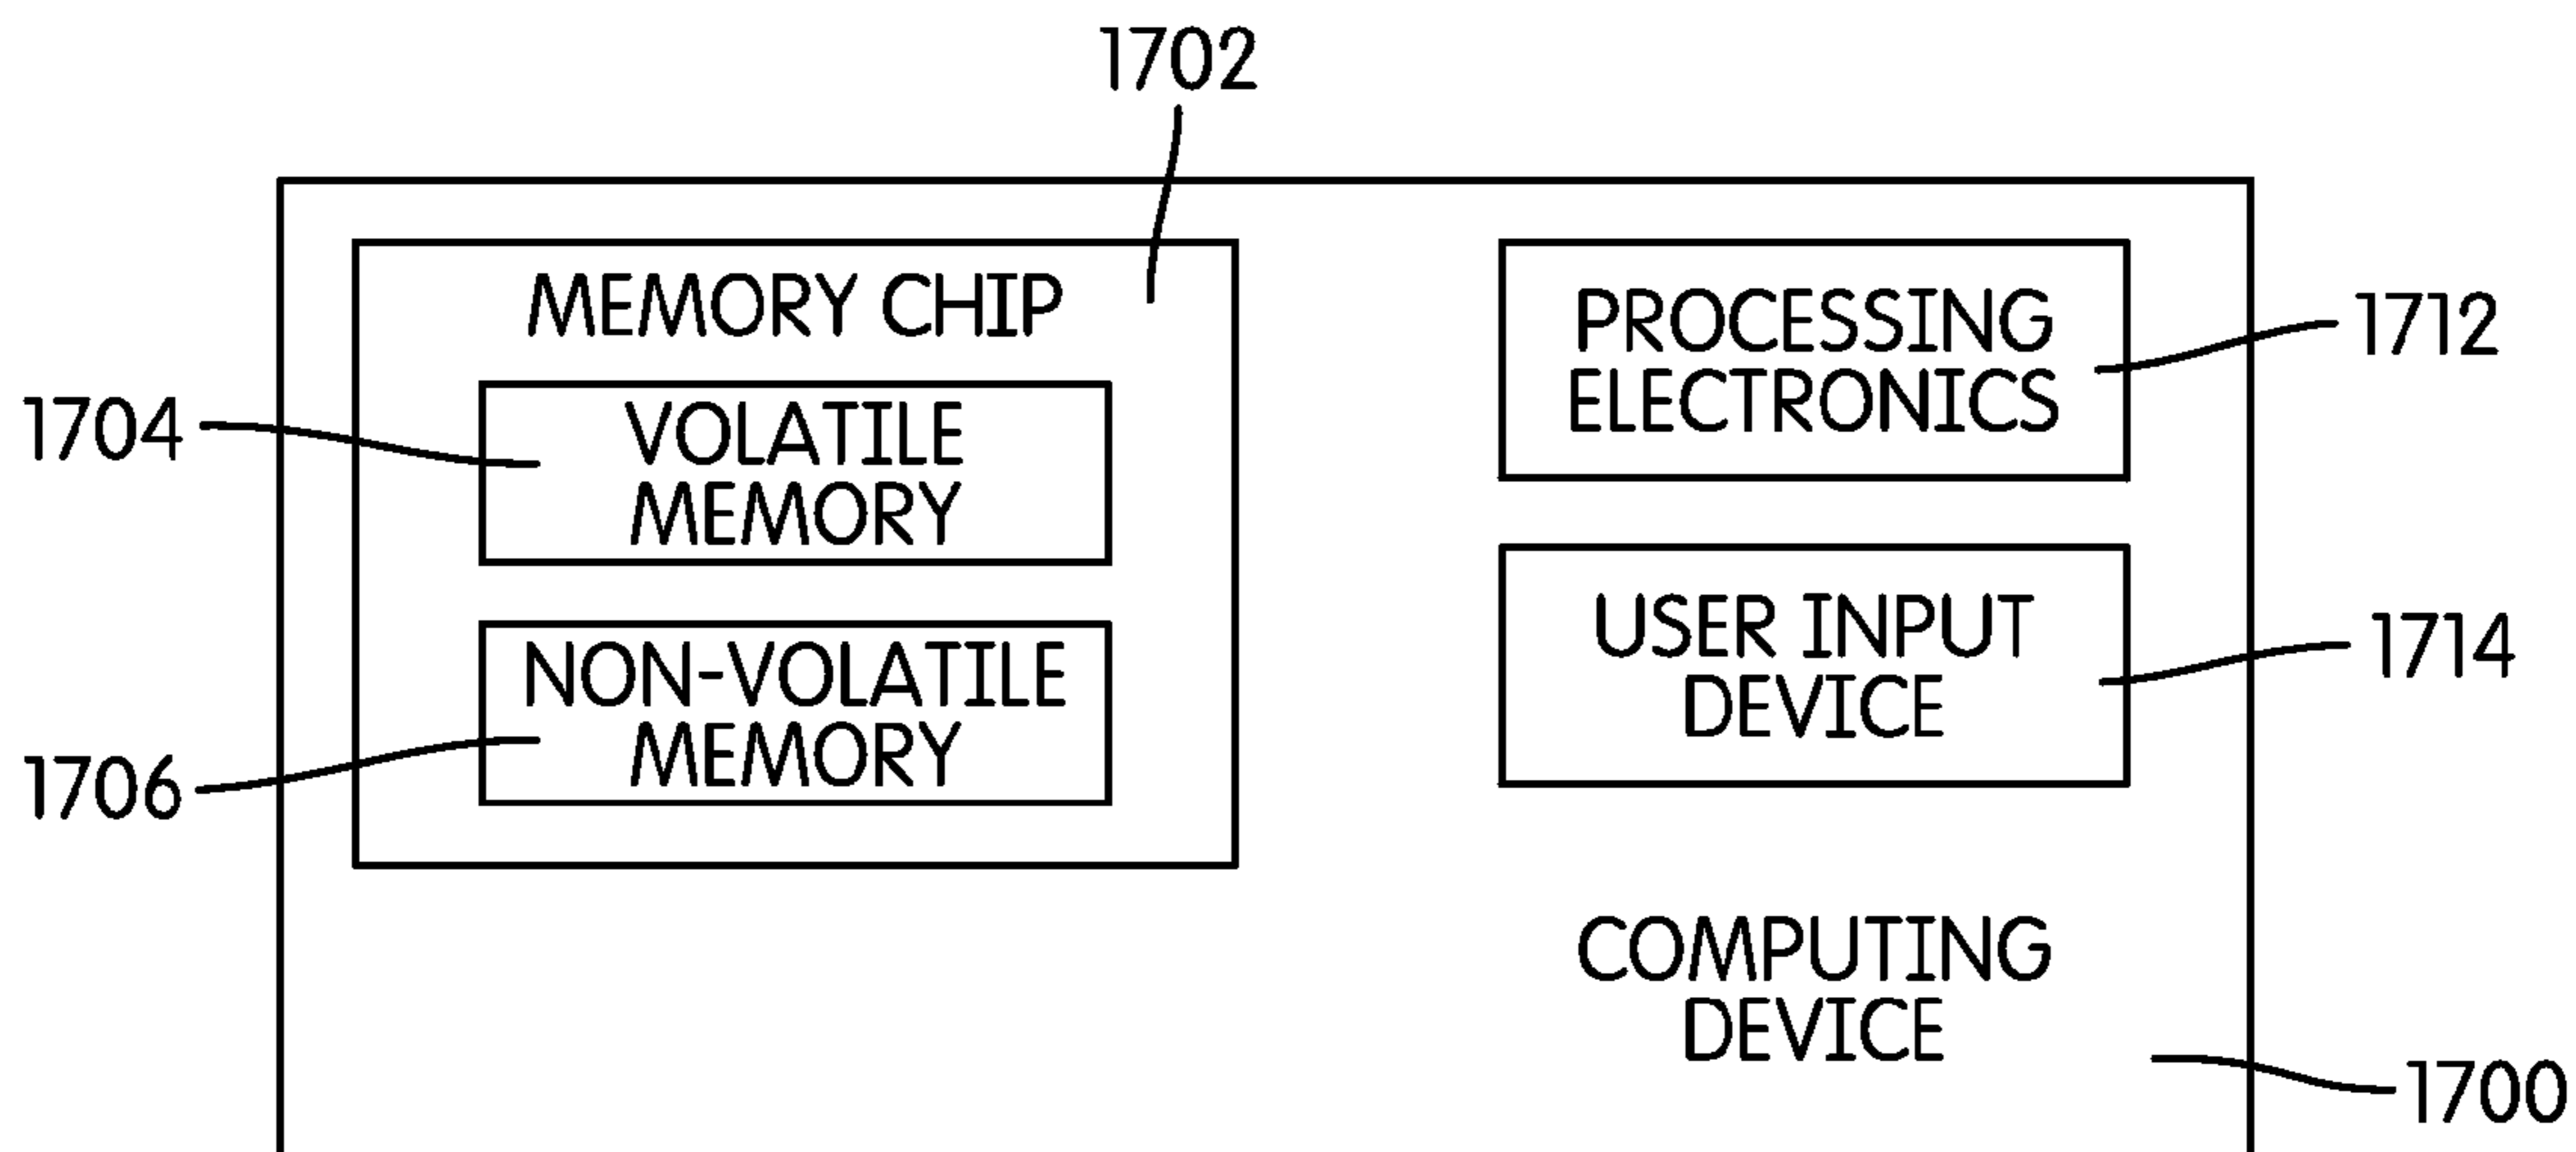 1702
MEMORY CHIP
1704
VOLATILE
MEMORY
1706
NON-VOLATILE
MEMORY
PROCESSING
ELECTRONICS
1712
USER INPUT
DEVICE
1714
COMPUTING
DEVICE
1700